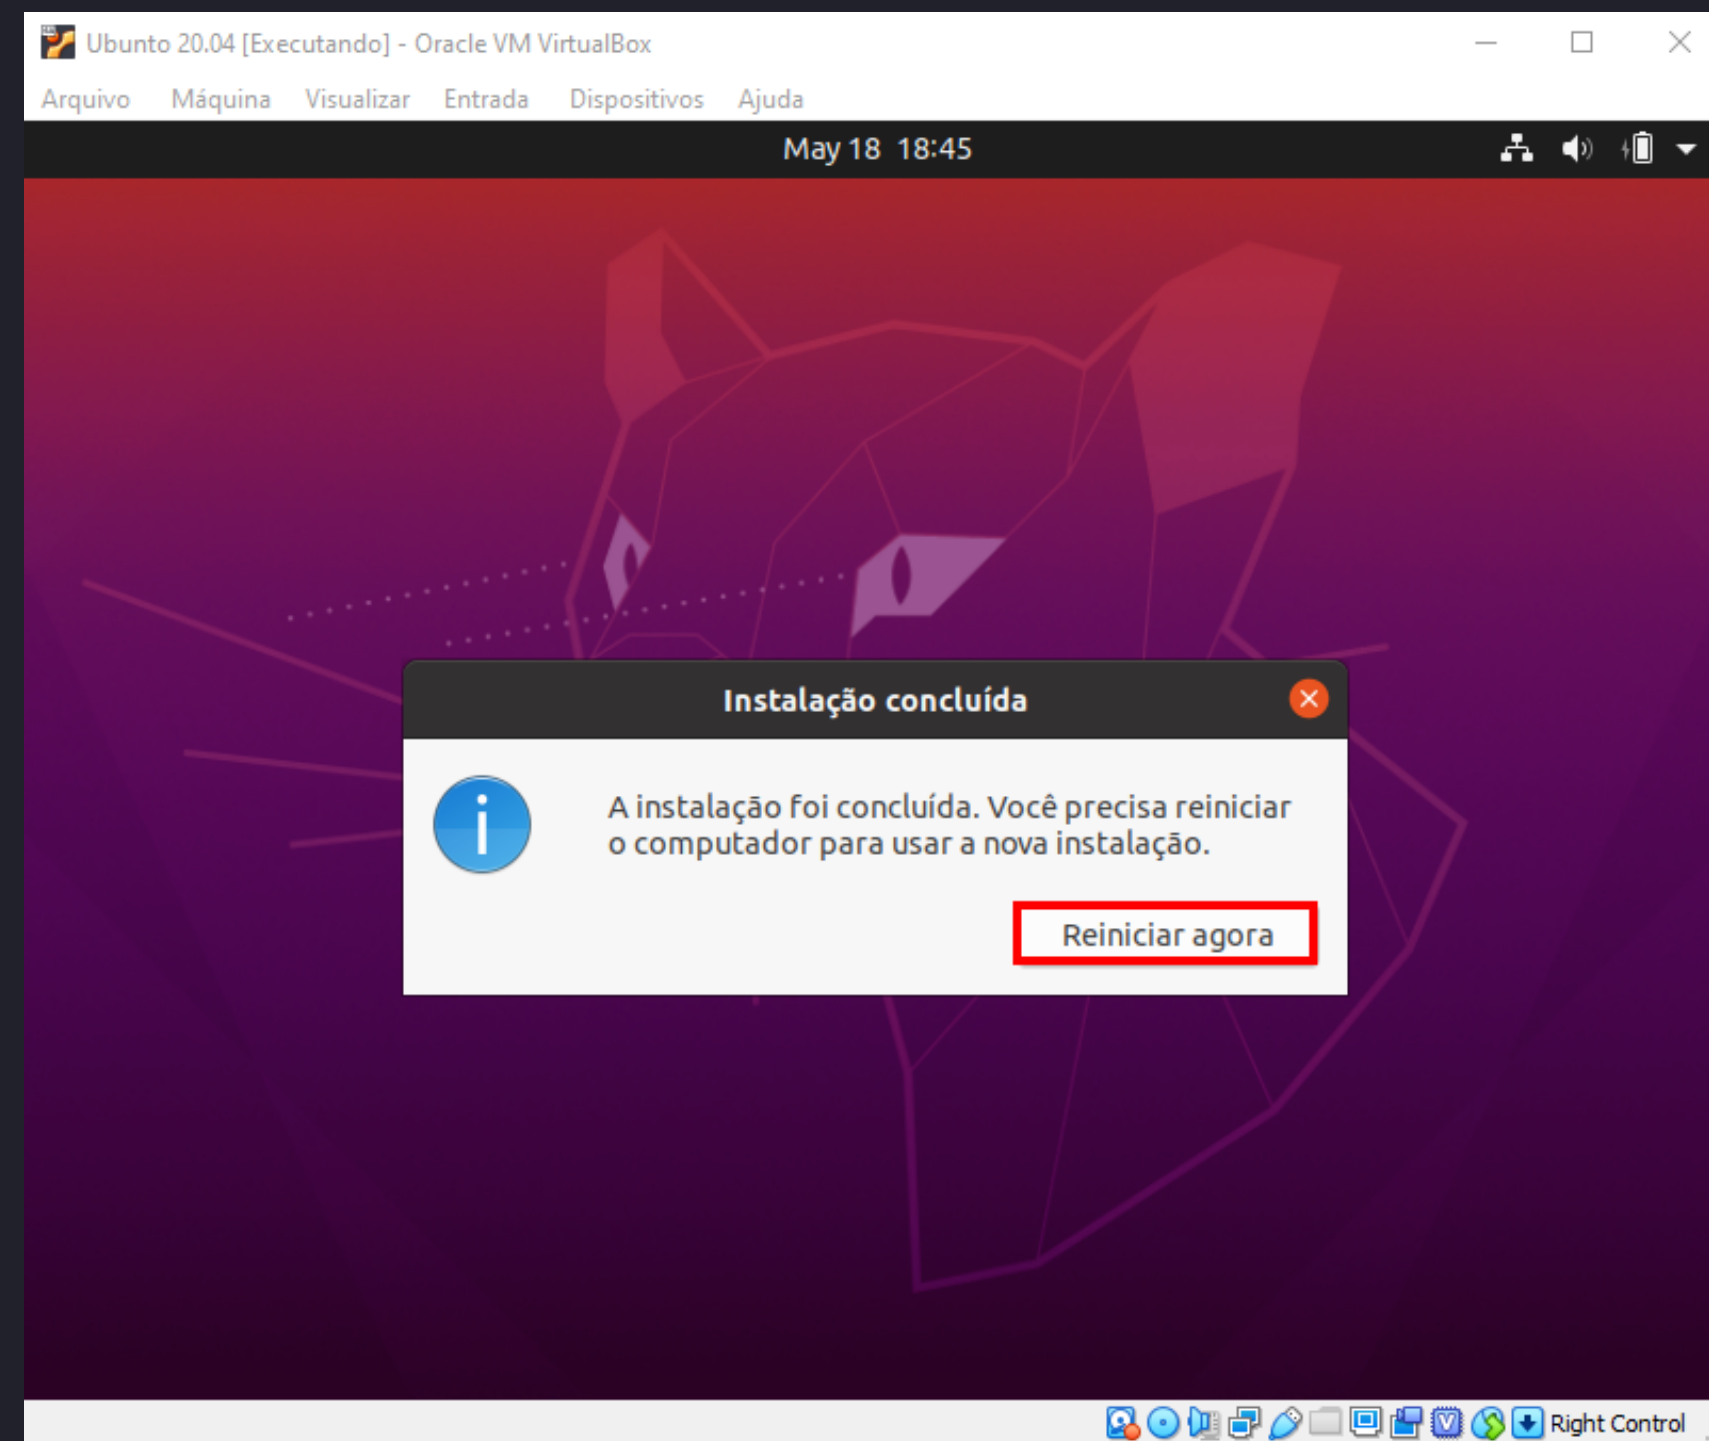 Ubunto 20.04 [Executando] - Oracle VM VirtualBox
Arquivo Máquina Visualizar Entrada Dispositivos Ajuda
May 18 18:45
Instalação concluída
A instalação foi concluída. Você precisa reiniciar
o computador para usar a nova instalação.
Reiniciar agora
Right Control